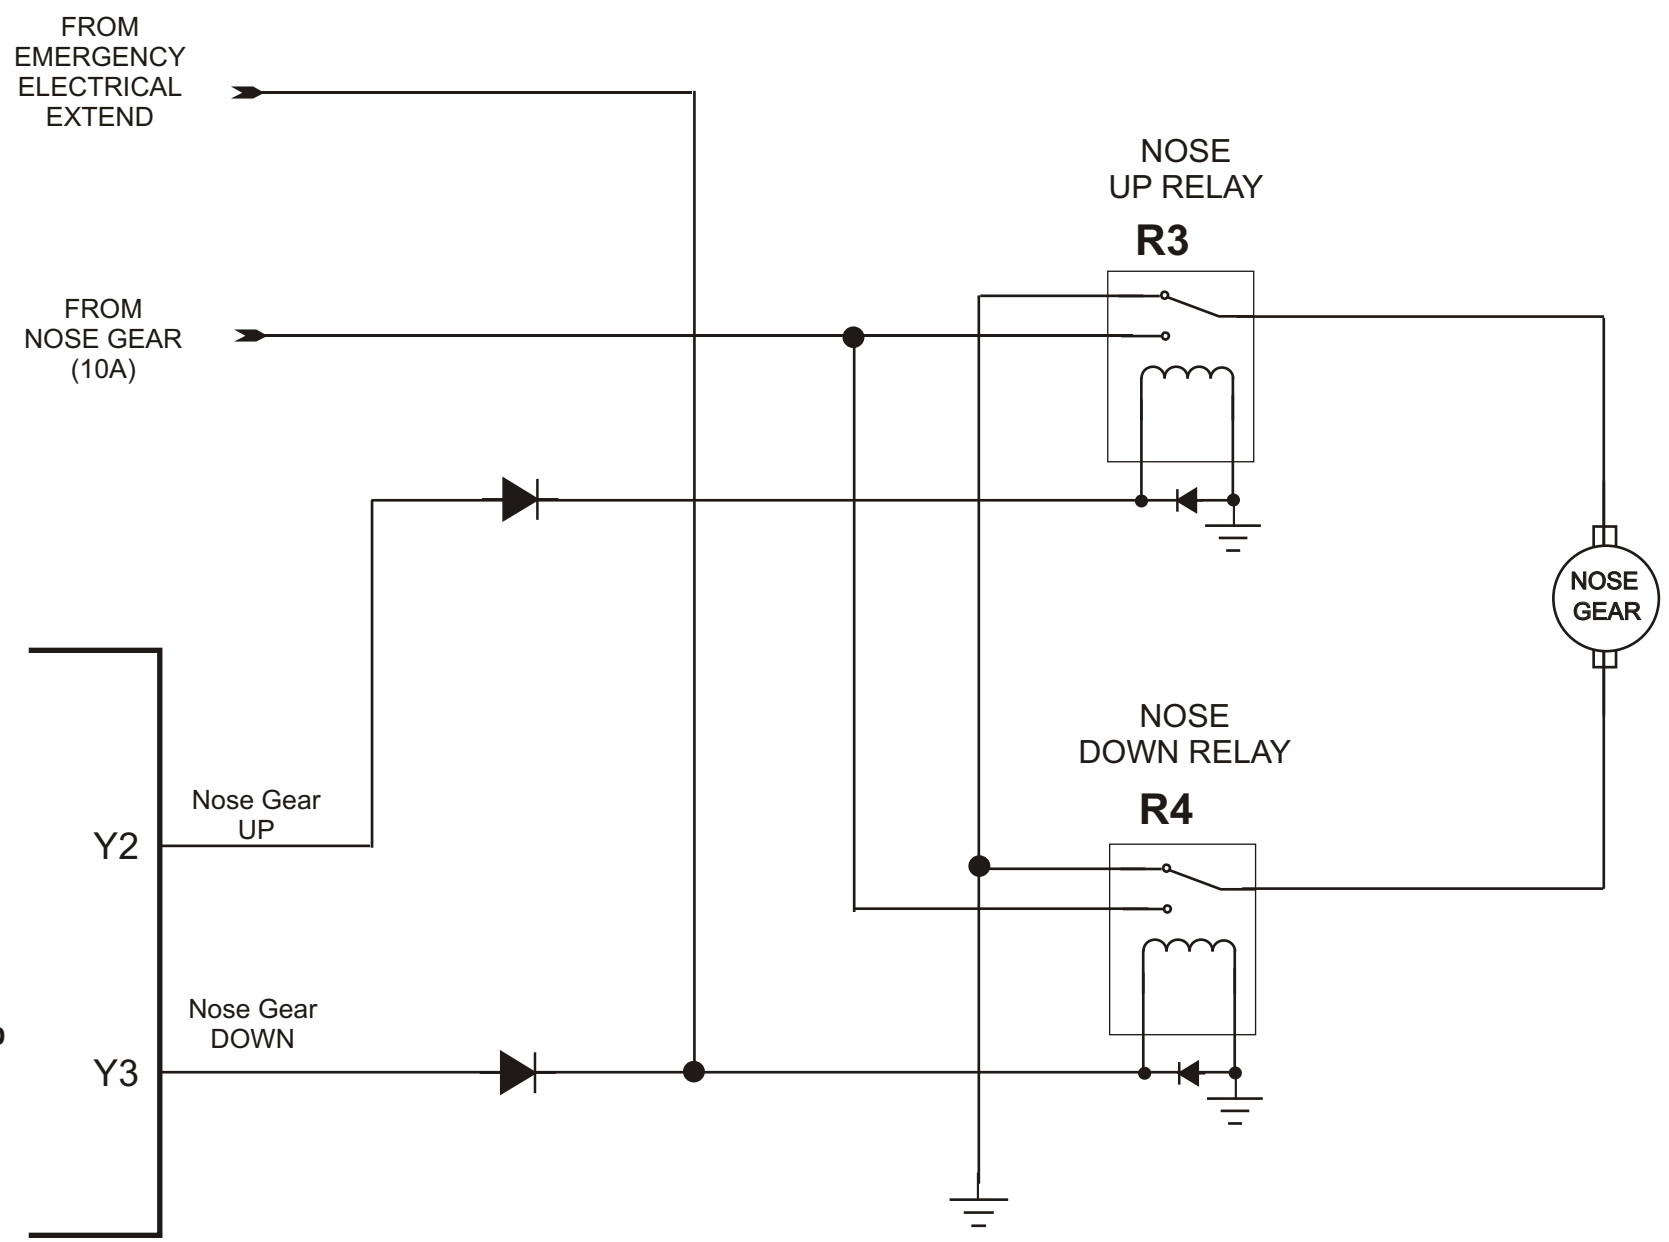 FROM
EMERGENCY
ELECTRICAL
EXTEND
NOSE
UP RELAY
R3
FROM
NOSE GEAR
(10A)
NOSE
GEAR
NOSE
DOWN RELAY
R4
Nose Gear
UP
Y2
Nose Gear
DOWN
Y3